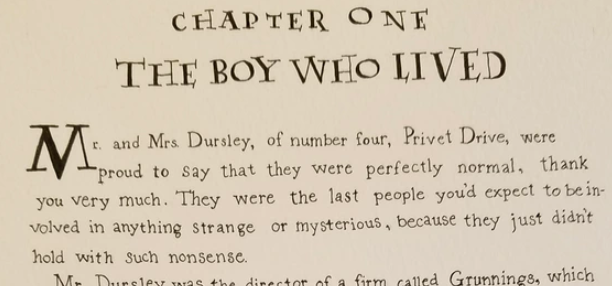 CHAPTER ONE
THE BOY WHO LIVED
Mr. and Mrs. Dursley, of number four, Privet Drive, were
proud to say that they were perfectly normal, thank
you very much. They were the last people you'd expect to be in-
volved in anything strange or mysterious, because they just didn't
hold with such nonsense.
Mr. Dursley was the director of a firm called Grunnings, which